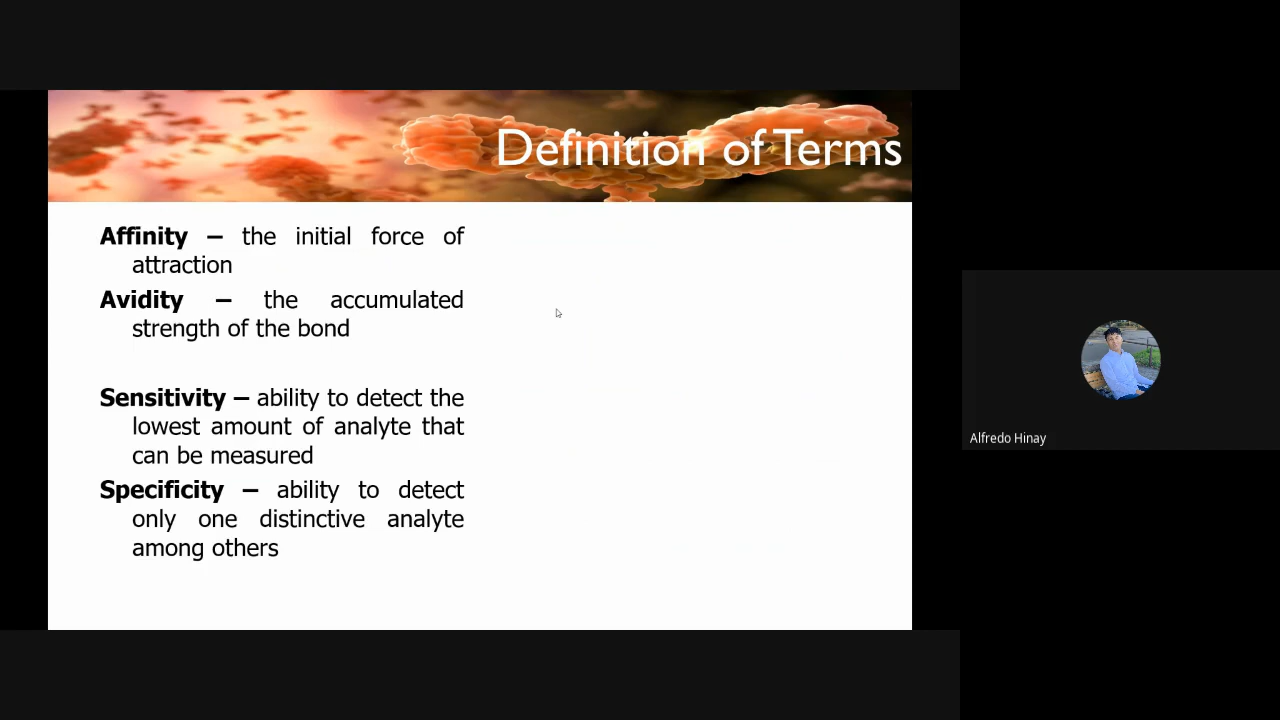 Definition of Terms
Affinity – the initial force of
attraction
Avidity – the accumulated
strength of the bond
Sensitivity – ability to detect the
lowest amount of analyte that
can be measured
Specificity – ability to detect
only one distinctive analyte
among others
Alfredo Hinay